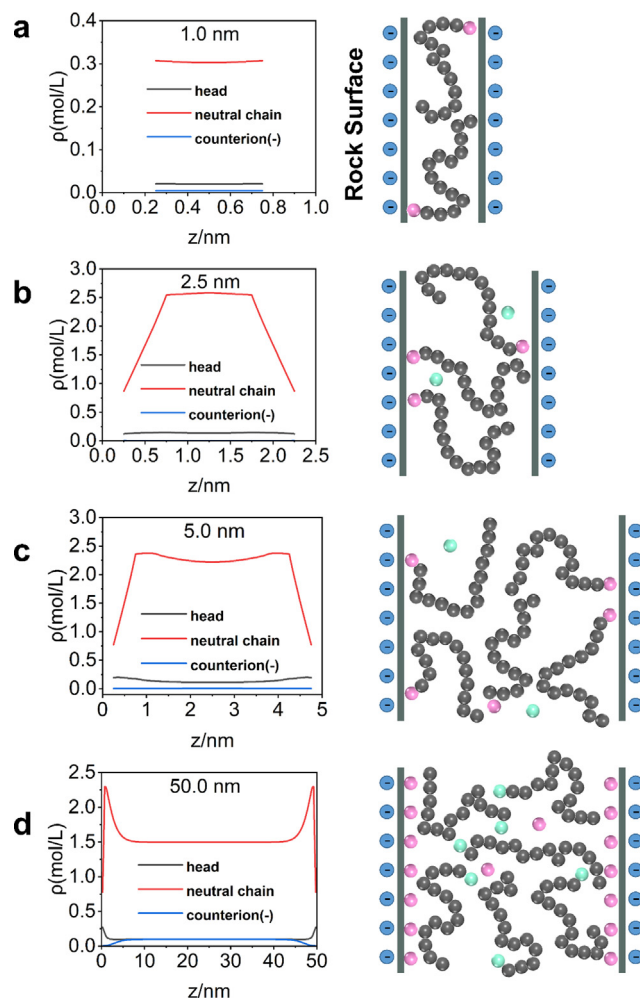 a
1.0 nm
0.4
0.3
0.2
0.1
0.0
ρ(mol/L)
head
neutral chain
counterion(-)
0.0 0.2 0.4 0.6 0.8 1.0
z/nm
Rock Surface
b
2.5 nm
3.0
2.5
2.0
1.5
1.0
0.5
0.0
ρ(mol/L)
head
neutral chain
counterion(-)
0.0 0.5 1.0 1.5 2.0 2.5
z/nm
c
5.0 nm
3.0
2.5
2.0
1.5
1.0
0.5
0.0
ρ(mol/L)
head
neutral chain
counterion(-)
0 1 2 3 4 5
z/nm
d
50.0 nm
2.5
2.0
1.5
1.0
0.5
0.0
ρ(mol/L)
head
neutral chain
counterion(-)
0 10 20 30 40 50
z/nm